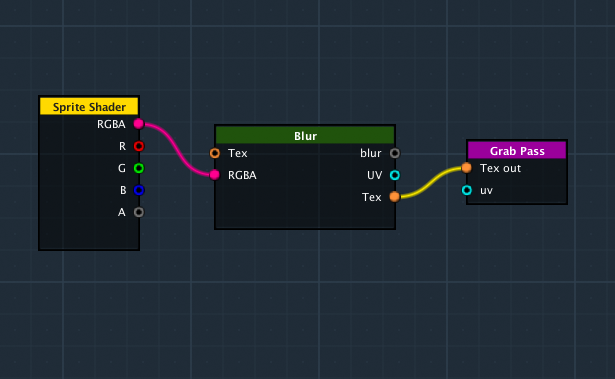 Sprite Shader
RGBA
R
G
B
A
Blur
Tex
blur
RGBA
UV
Tex
Grab Pass
Tex out
uv